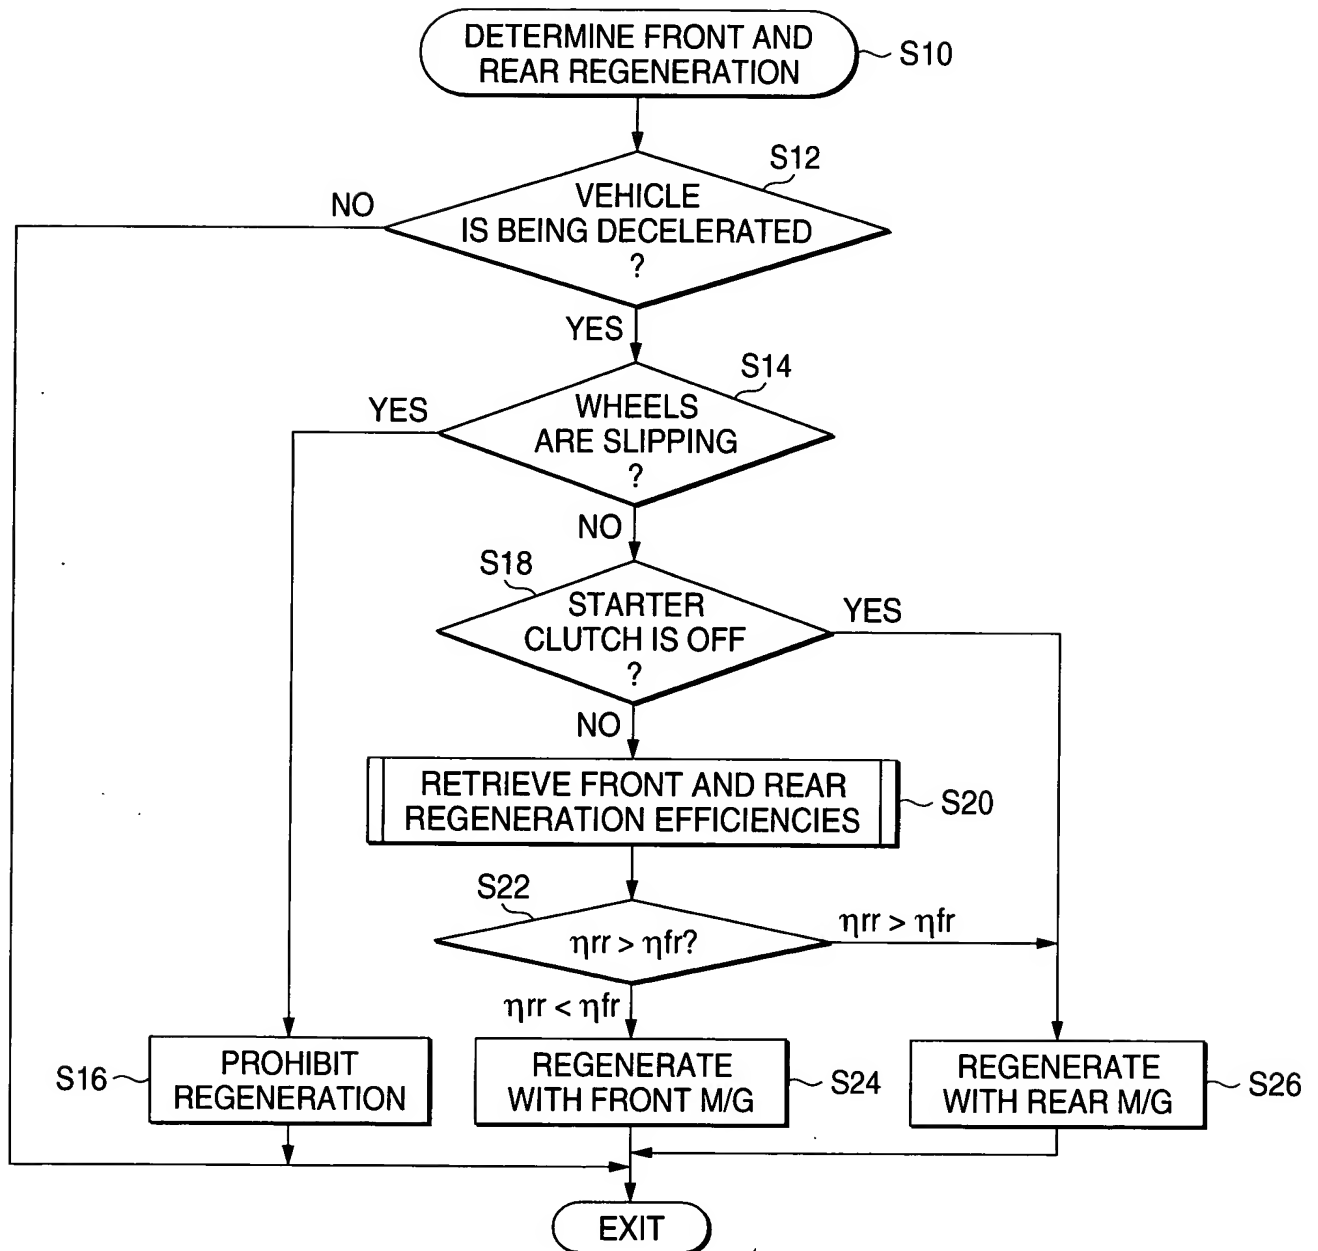 DETERMINE FRONT AND
REAR REGENERATION
S10
S12
VEHICLE
IS BEING DECELERATED
?
NO
YES
S14
WHEELS
ARE SLIPPING
?
YES
NO
S18
STARTER
CLUTCH IS OFF
?
YES
NO
RETRIEVE FRONT AND REAR
REGENERATION EFFICIENCIES
S20
S22
ηrr > ηfr?
ηrr > ηfr
ηrr < ηfr
PROHIBIT
REGENERATION
S16
REGENERATE
WITH FRONT M/G
S24
REGENERATE
WITH REAR M/G
S26
EXIT